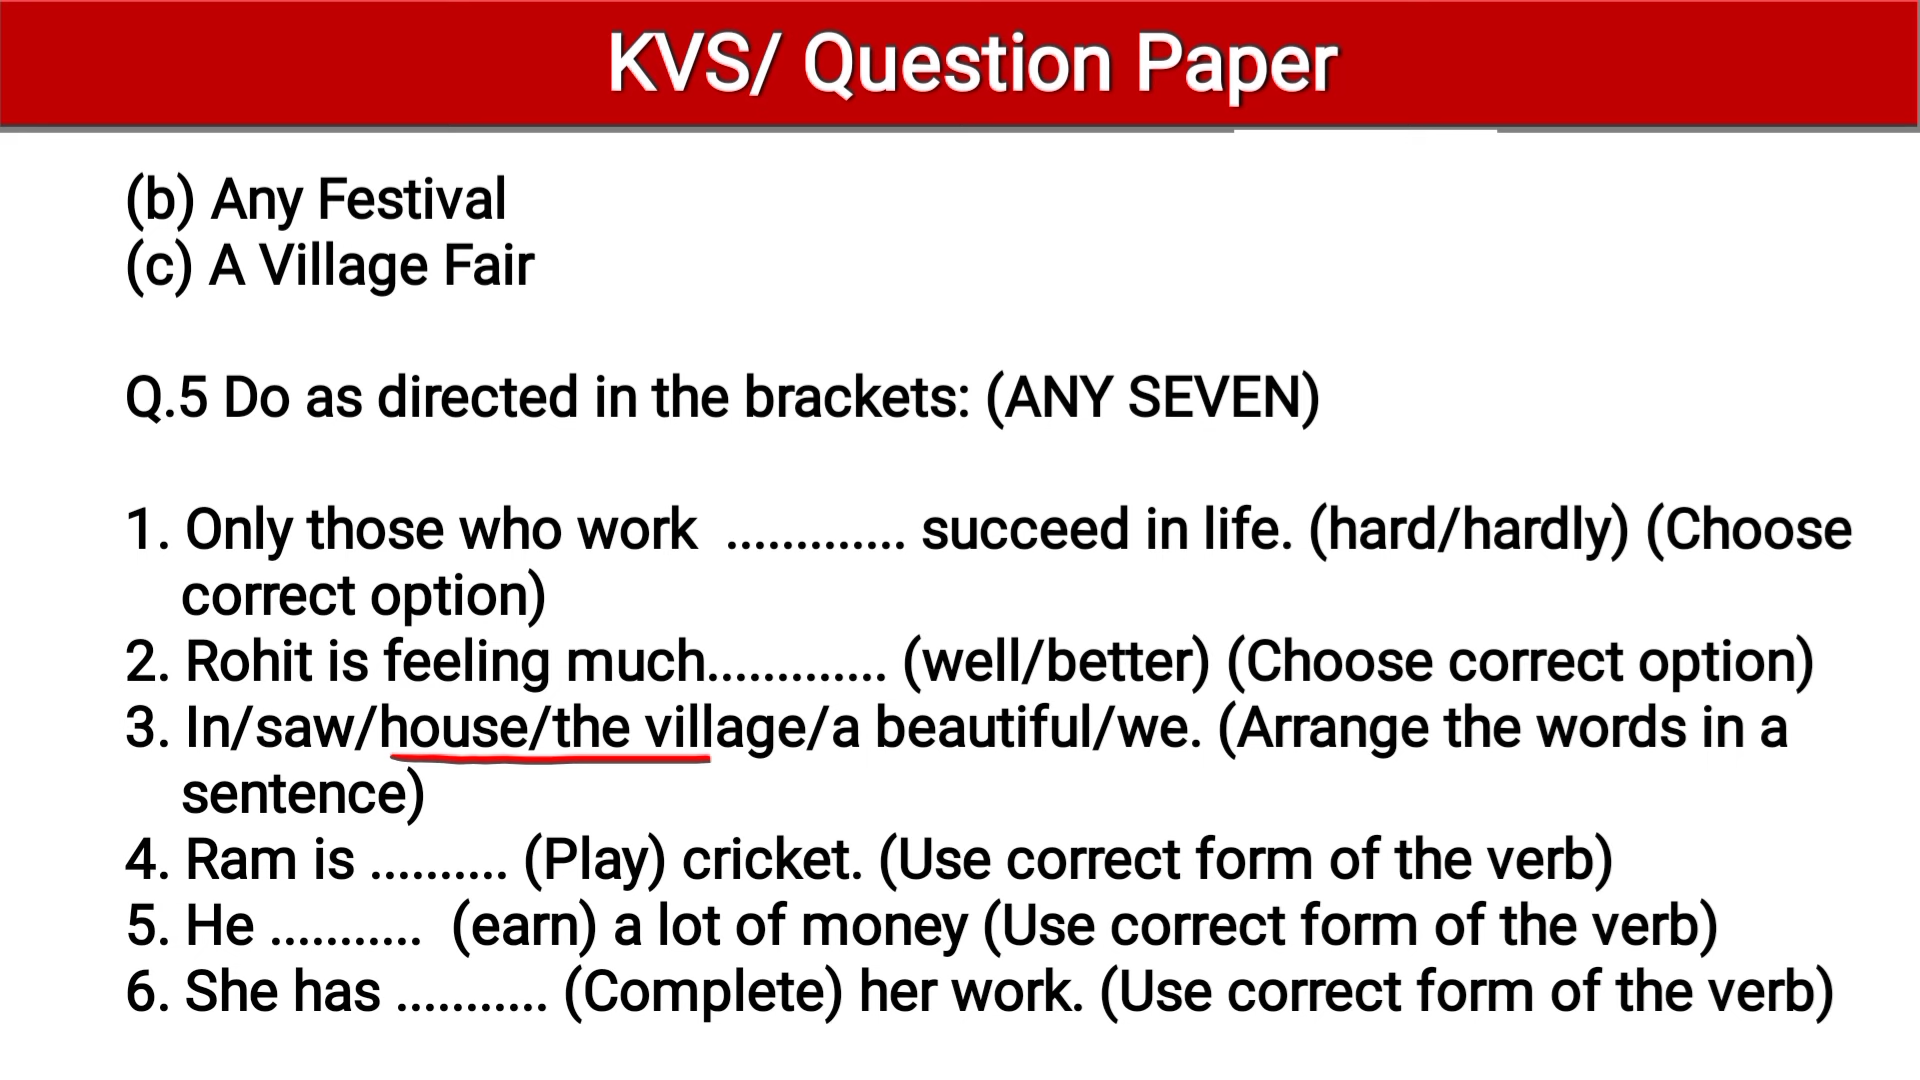 KVS/ Question Paper
(b) Any Festival
(c) A Village Fair
Q.5 Do as directed in the brackets: (ANY SEVEN)
1. Only those who work ............. succeed in life. (hard/hardly) (Choose
correct option)
2. Rohit is feeling much............. (well/better) (Choose correct option)
3. In/saw/house/the village/a beautiful/we. (Arrange the words in a
sentence)
4. Ram is .......... (Play) cricket. (Use correct form of the verb)
5. He ........... (earn) a lot of money (Use correct form of the verb)
6. She has ........... (Complete) her work. (Use correct form of the verb)